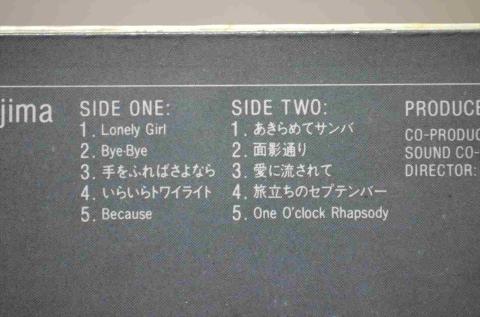 jima
SIDE ONE:
1. Lonely Girl
2. Bye-Bye
3. 手をふればさよなら
4. いらいらトワイライト
5. Because
SIDE TWO:
1. あきらめてサンバ
2. 面影通り
3. 愛に流されて
4. 旅立ちのセプテンバー
5. One O'clock Rhapsody
PRODUCE
CO-PRODUC
SOUND CO-
DIRECTOR: